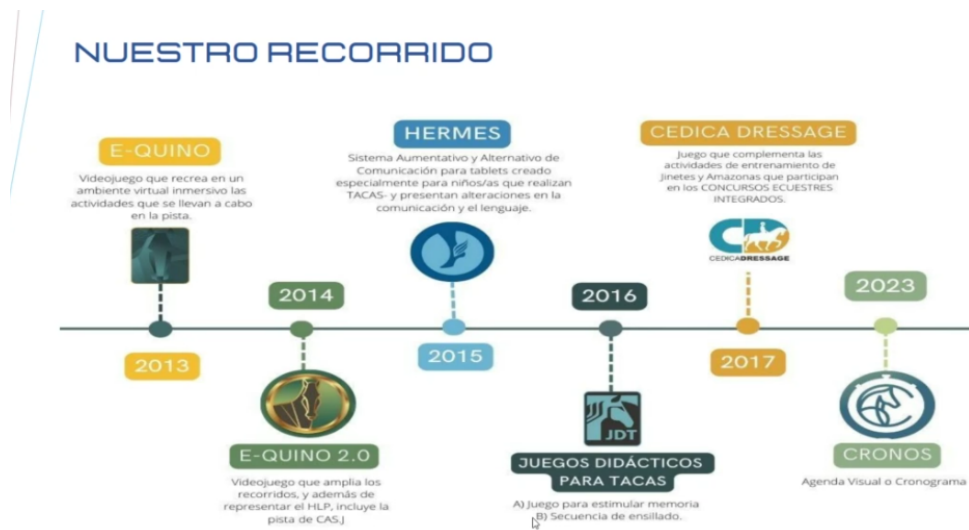 NUESTRO RECORRIDO
E-QUINO
Videojuego que recrea en un
ambiente virtual inmersivo las
actividades que se llevan a cabo
en la pista.
2013
2014
E-QUINO 2.0
Videojuego que amplia los
recorridos, y además de
representar el HLP, incluye la
pista de CAS.J
HERMES
Sistema Aumentativo y Alternativo de
Comunicación para tablets creado
especialmente para niños/as que realizan
TACAS- y presentan alteraciones en la
comunicación y el lenguaje.
2015
2016
JDT
JUEGOS DIDÁCTICOS
PARA TACAS
A) Juego para estimular memoria
B) Secuencia de ensillado.
CEDICA DRESSAGE
Juego que complementa las
actividades de entrenamiento de
Jinetes y Amazonas que participan
en los CONCURSOS ECUESTRES
INTEGRADOS.
CD
CEDICADRESSAGE
2017
2023
CRONOS
Agenda Visual o Cronograma